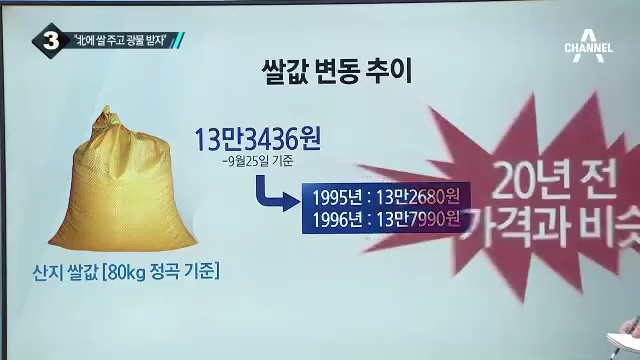 3 "北에 쌀 주고 광물 받자"
CHANNEL A
쌀값 변동 추이
13만3436원
-9월25일 기준
1995년 : 13만2680원
1996년 : 13만7990원
20년 전
가격과 비슷
산지 쌀값 [80kg 정곡 기준]